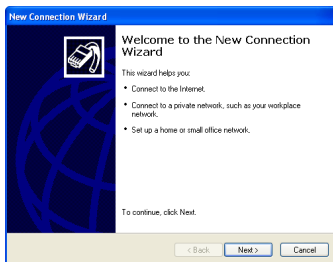 New Connection Wizard
Welcome to the New Connection
Wizard
This wizard helps you:
• Connect to the Internet.
• Connect to a private network, such as your workplace
network.
• Set up a home or small office network.
To continue, click Next.
< Back
Next >
Cancel